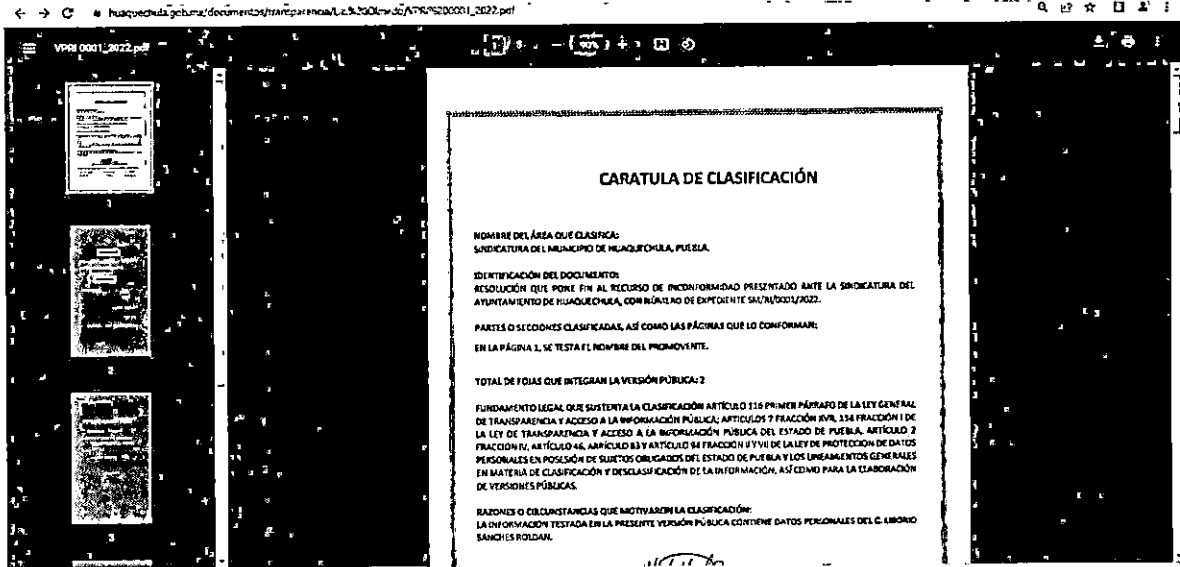 VPRI 0001_2022.pdf
90%
CARATULA DE CLASIFICACIÓN
NOMBRE DEL ÁREA QUE CLASIFICA:
SINDICATURA DEL MUNICIPIO DE HUAQUECHULA, PUEBLA.
IDENTIFICACIÓN DEL DOCUMENTO:
RESOLUCIÓN QUE PONE FIN AL RECURSO DE INCONFORMIDAD PRESENTADO ANTE LA SINDICATURA DEL
AYUNTAMIENTO DE HUAQUECHULA, CON NÚMERO DE EXPEDIENTE SM/RI/0001/2022.
PARTES O SECCIONES CLASIFICADAS, ASÍ COMO LAS PÁGINAS QUE LO CONFORMAN:
EN LA PÁGINA 1, SE TESTA EL NOMBRE DEL PROMOVENTE.
TOTAL DE FOJAS QUE INTEGRAN LA VERSIÓN PÚBLICA: 2
FUNDAMENTO LEGAL QUE SUSTENTA LA CLASIFICACIÓN ARTÍCULO 116 PRIMER PÁRRAFO DE LA LEY GENERAL
DE TRANSPARENCIA Y ACCESO A LA INFORMACIÓN PÚBLICA; ARTICULOS 7 FRACCIÓN XVII, 134 FRACCIÓN I DE
LA LEY DE TRANSPARENCIA Y ACCESO A LA INFORMACIÓN PÚBLICA DEL ESTADO DE PUEBLA, ARTÍCULO 2
FRACCIÓN IV, ARTÍCULO 46, ARRÍCULO 83 Y ARTÍCULO 94 FRACCIÓN II Y VII DE LA LEY DE PROTECCION DE DATOS
PERSONALES EN POSESIÓN DE SUJETOS OBLIGADOS DEL ESTADO DE PUEBLA Y LOS LINEAMIENTOS GENERALES
EN MATERIA DE CLASIFICACIÓN Y DESCLASIFICACIÓN DE LA INFORMACIÓN, ASÍ COMO PARA LA ELABORACIÓN
DE VERSIONES PÚBLICAS.
RAZONES O CIRCUNSTANCIAS QUE MOTIVARON LA CLASIFICACIÓN:
LA INFORMACIÓN TESTADA EN LA PRESENTE VERSIÓN PÚBLICA CONTIENE DATOS PERSONALES DEL C. LIBORIO
SANCHES ROLDAN.
1
2
3